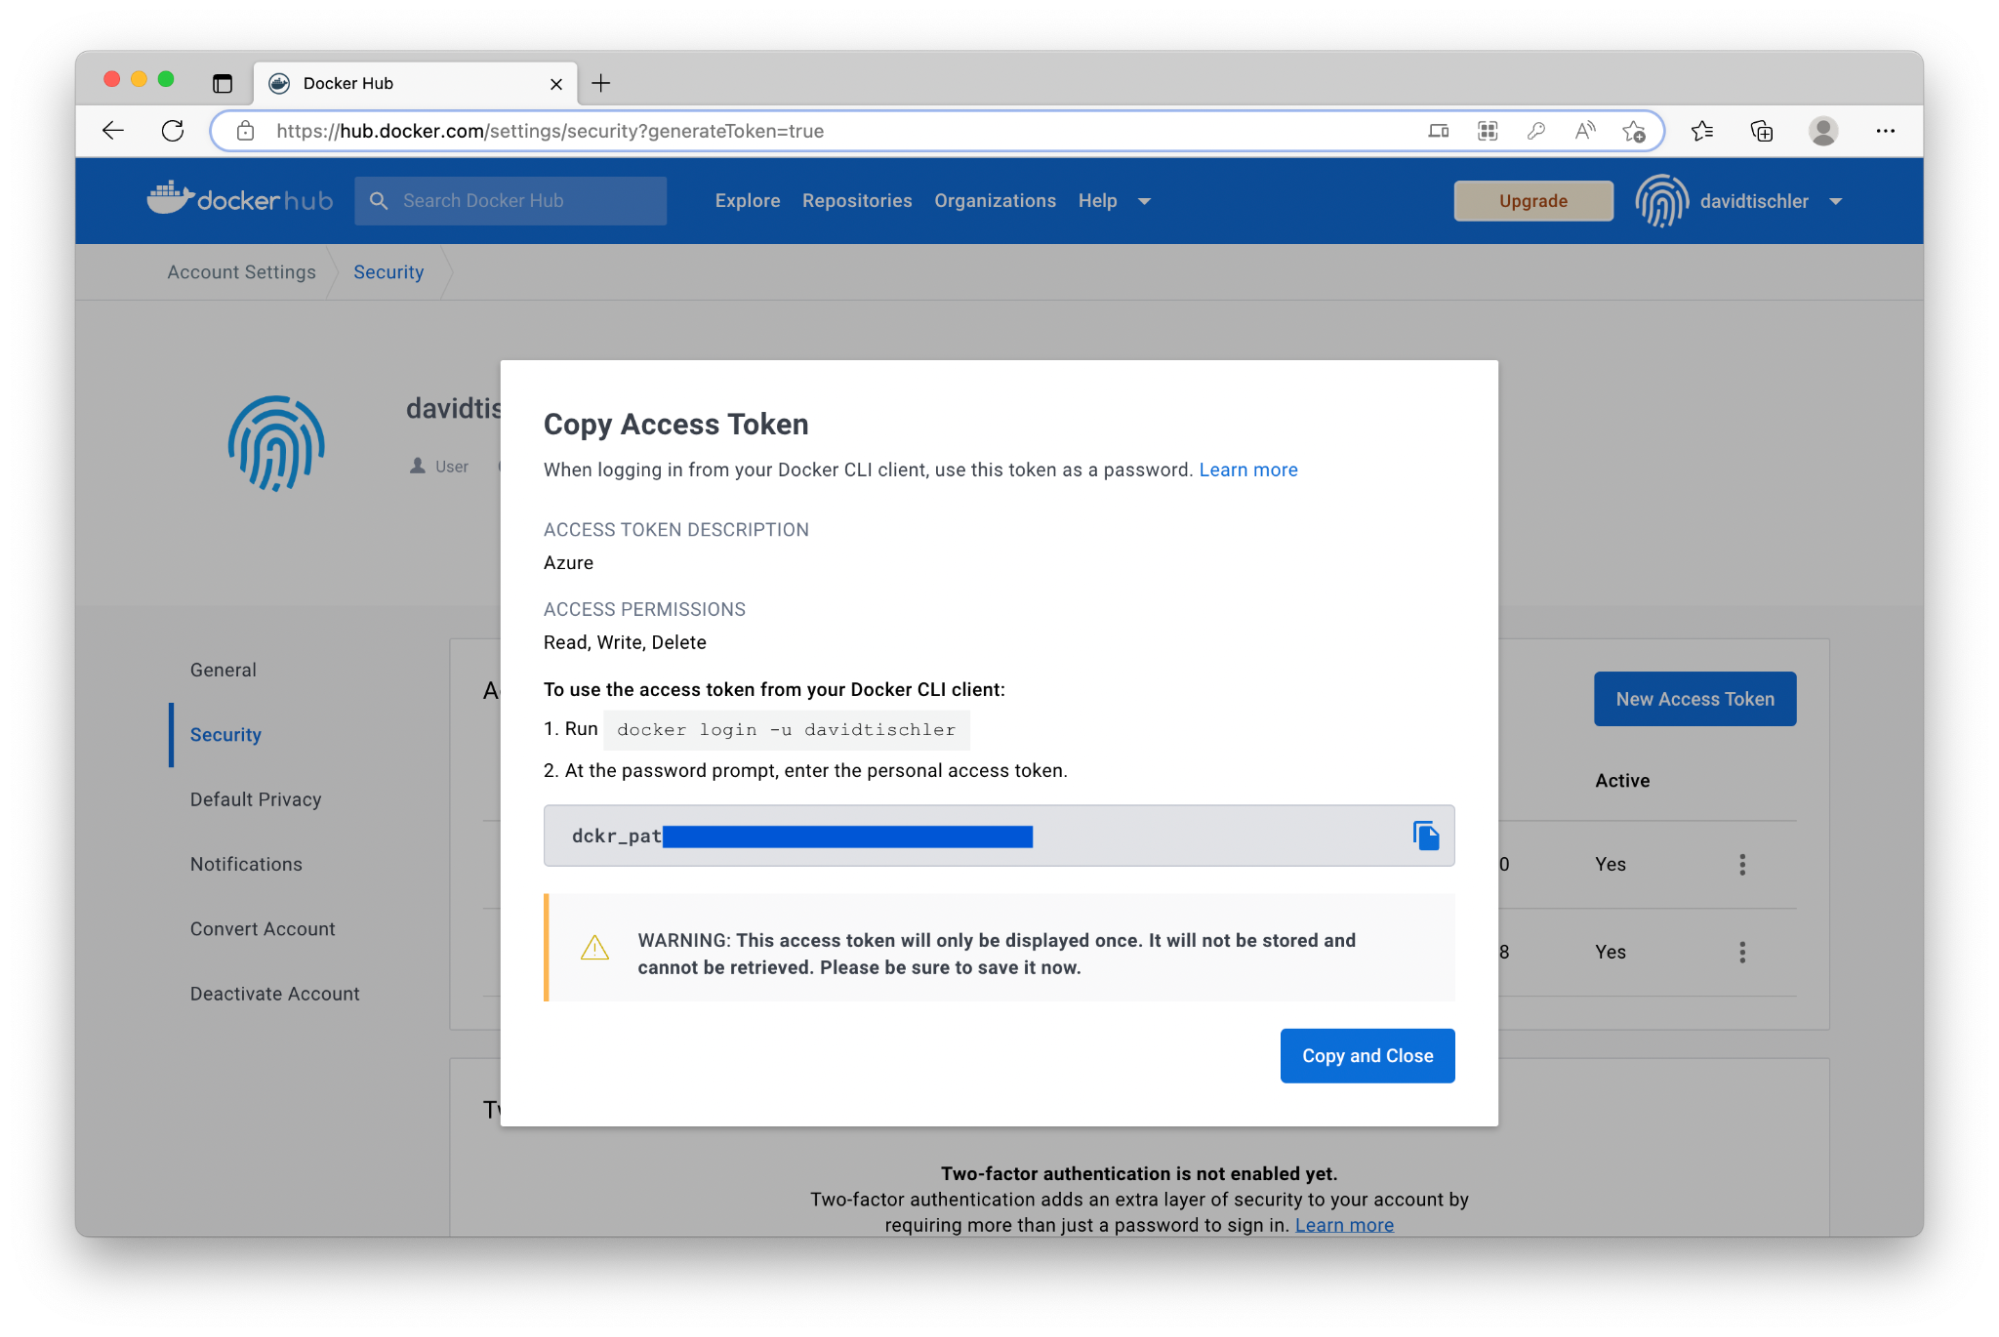 Docker Hub
https://hub.docker.com/settings/security?generateToken=true
dockerhub
Search Docker Hub
Explore
Repositories
Organizations
Help
Upgrade
davidtischler
Account Settings
Security
davidtis
User
Copy Access Token
When logging in from your Docker CLI client, use this token as a password. Learn more
ACCESS TOKEN DESCRIPTION
Azure
ACCESS PERMISSIONS
Read, Write, Delete
To use the access token from your Docker CLI client:
1. Run docker login -u davidtischler
2. At the password prompt, enter the personal access token.
dckr_pat
WARNING: This access token will only be displayed once. It will not be stored and
cannot be retrieved. Please be sure to save it now.
Copy and Close
General
Security
Default Privacy
Notifications
Convert Account
Deactivate Account
New Access Token
Active
0
Yes
8
Yes
Two-factor authentication is not enabled yet.
Two-factor authentication adds an extra layer of security to your account by
requiring more than just a password to sign in. Learn more